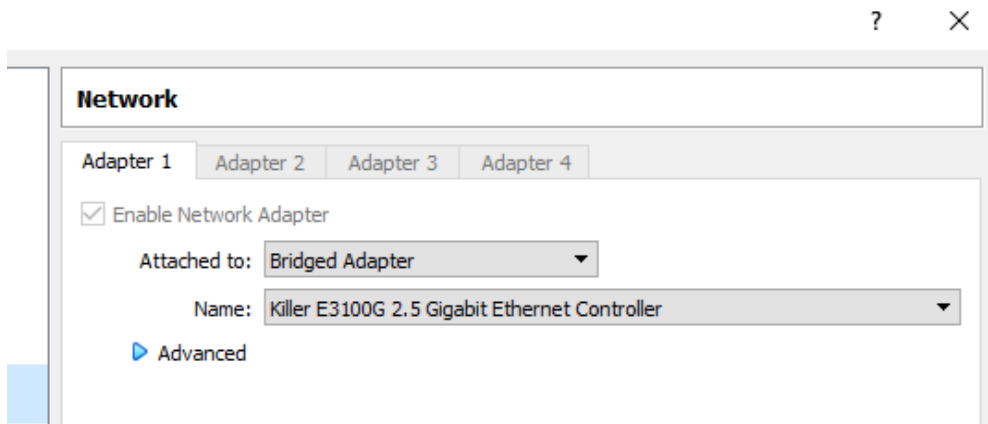 ?
Network
Adapter 1 Adapter 2 Adapter 3 Adapter 4
Enable Network Adapter
Attached to: Bridged Adapter
Name: Killer E3100G 2.5 Gigabit Ethernet Controller
Advanced